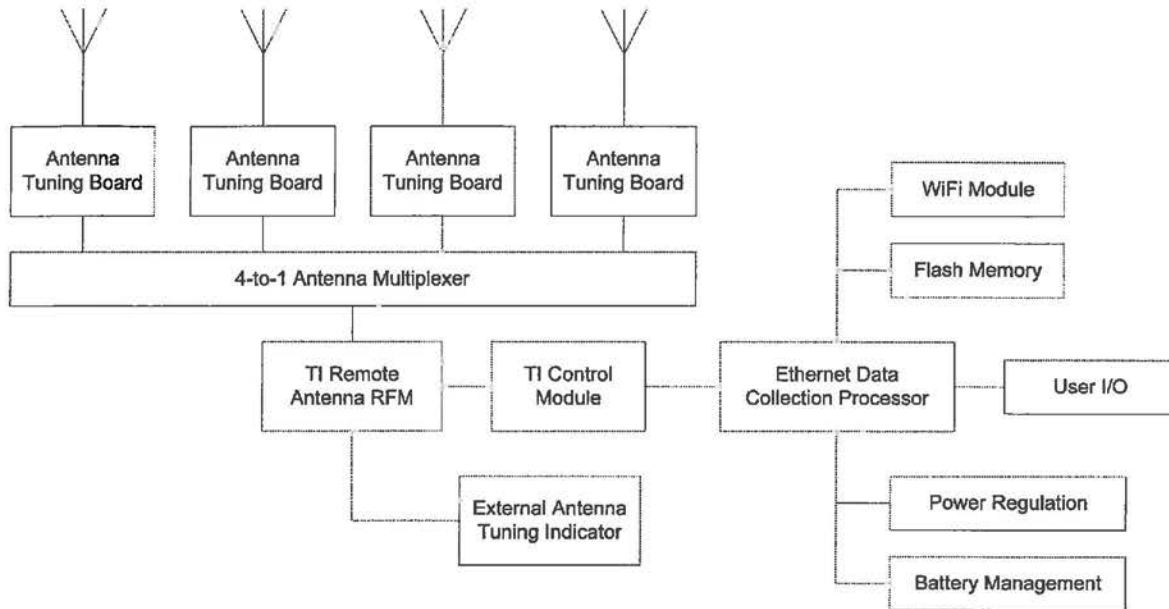 Antenna
Tuning Board
Antenna
Tuning Board
Antenna
Tuning Board
Antenna
Tuning Board
4-to-1 Antenna Multiplexer
WiFi Module
Flash Memory
TI Remote
Antenna RFM
TI Control
Module
Ethernet Data
Collection Processor
User I/O
External Antenna
Tuning Indicator
Power Regulation
Battery Management